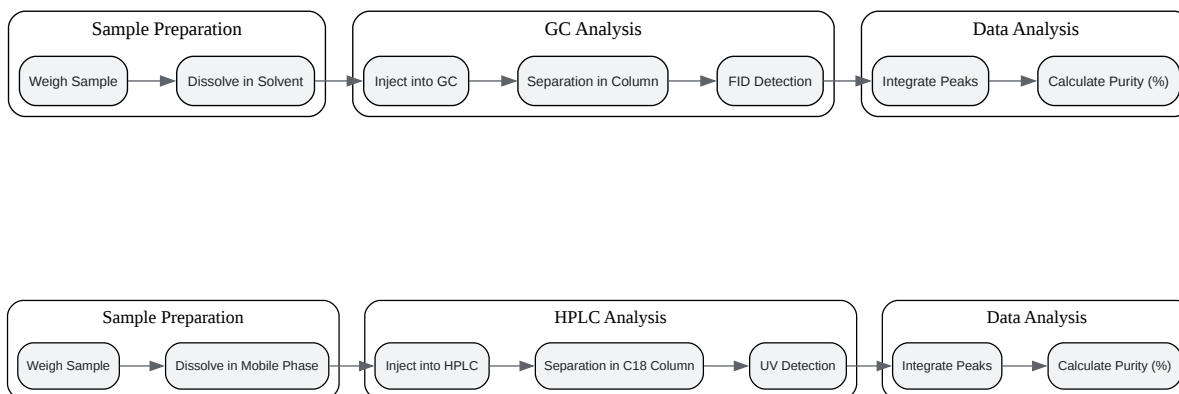 Sample Preparation
GC Analysis
Data Analysis
Weigh Sample
Dissolve in Solvent
Inject into GC
Separation in Column
FID Detection
Integrate Peaks
Calculate Purity (%)
Sample Preparation
HPLC Analysis
Data Analysis
Weigh Sample
Dissolve in Mobile Phase
Inject into HPLC
Separation in C18 Column
UV Detection
Integrate Peaks
Calculate Purity (%)